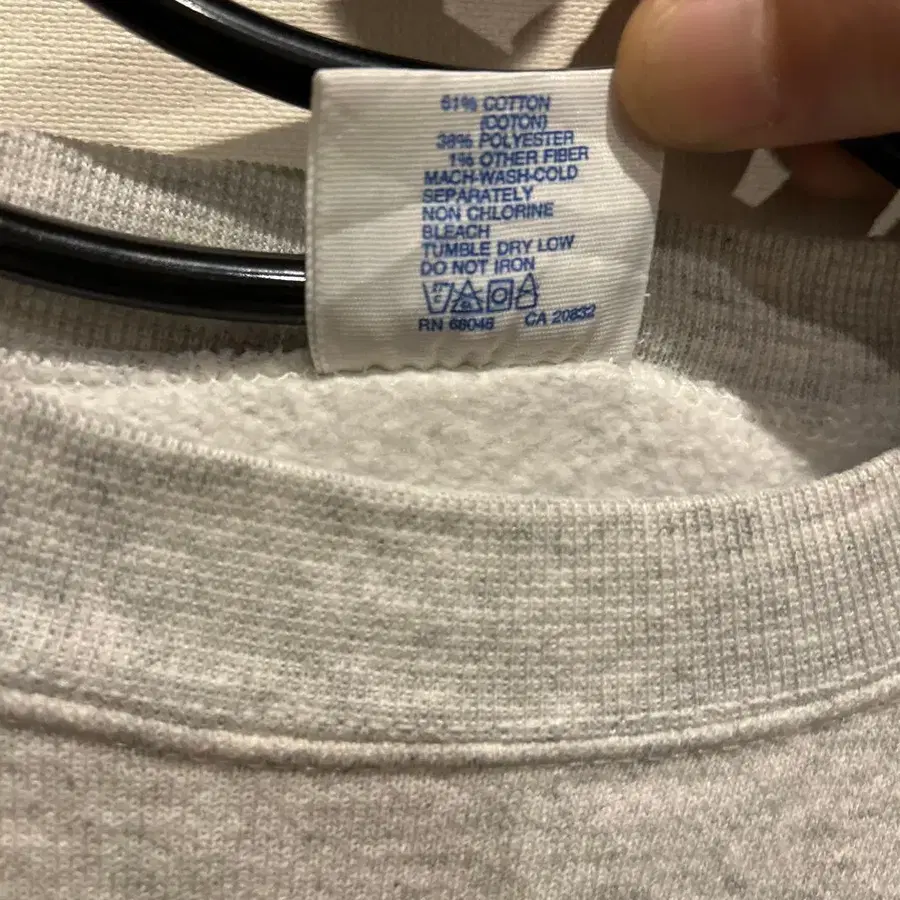 61% COTTON
(COTON)
38% POLYESTER
1% OTHER FIBER
MACH-WASH-COLD
SEPARATELY
NON CHLORINE
BLEACH
TUMBLE DRY LOW
DO NOT IRON
RN 68046 CA 20832